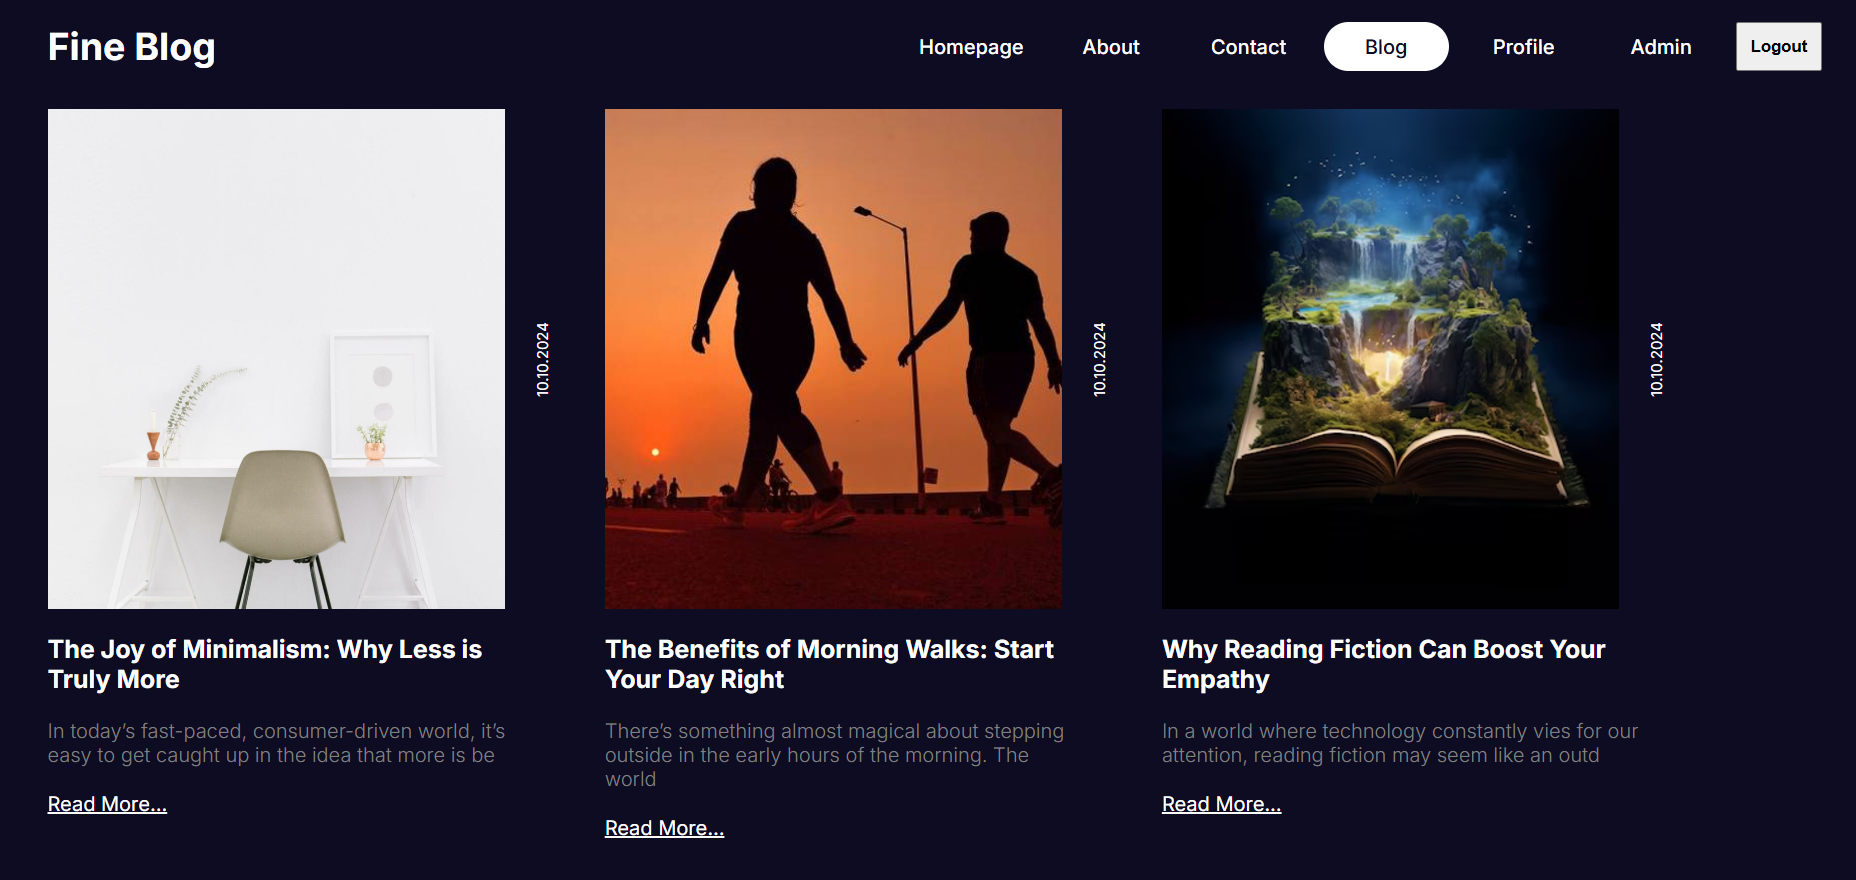 Fine Blog
Homepage
About
Contact
Blog
Profile
Admin
Logout
10.10.2024
The Joy of Minimalism: Why Less is
Truly More
In today’s fast-paced, consumer-driven world, it’s
easy to get caught up in the idea that more is be
Read More...
10.10.2024
The Benefits of Morning Walks: Start
Your Day Right
There’s something almost magical about stepping
outside in the early hours of the morning. The
world
Read More...
10.10.2024
Why Reading Fiction Can Boost Your
Empathy
In a world where technology constantly vies for our
attention, reading fiction may seem like an outd
Read More...